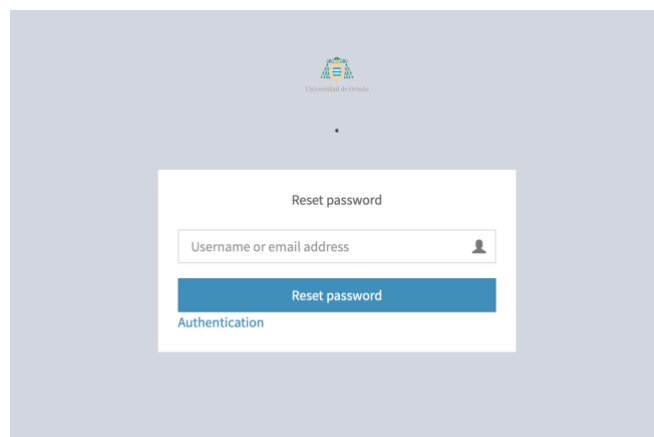 Universidad de Oviedo
Reset password
Username or email address
Reset password
Authentication